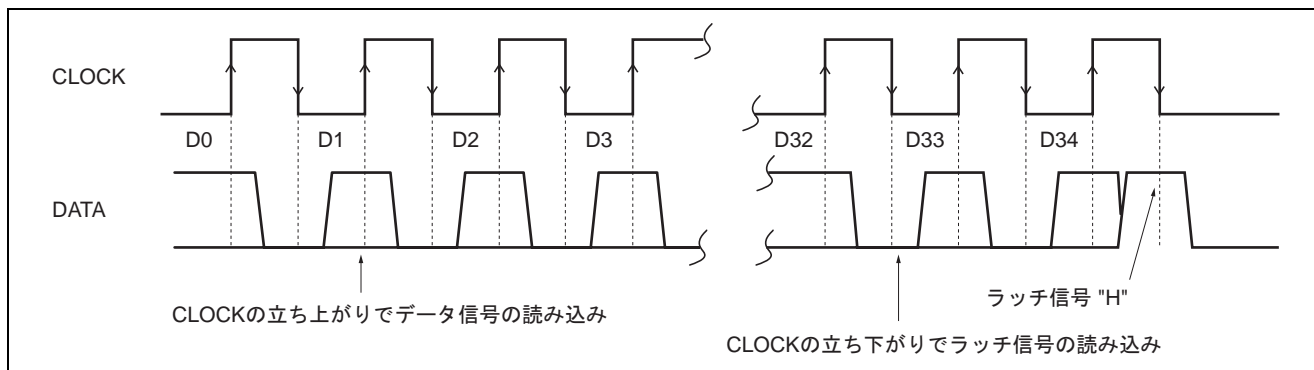 CLOCK
D0
D1
D2
D3
D32
D33
D34
DATA
CLOCKの立ち上がりでデータ信号の読み込み
ラッチ信号 "H"
CLOCKの立ち下がりでラッチ信号の読み込み